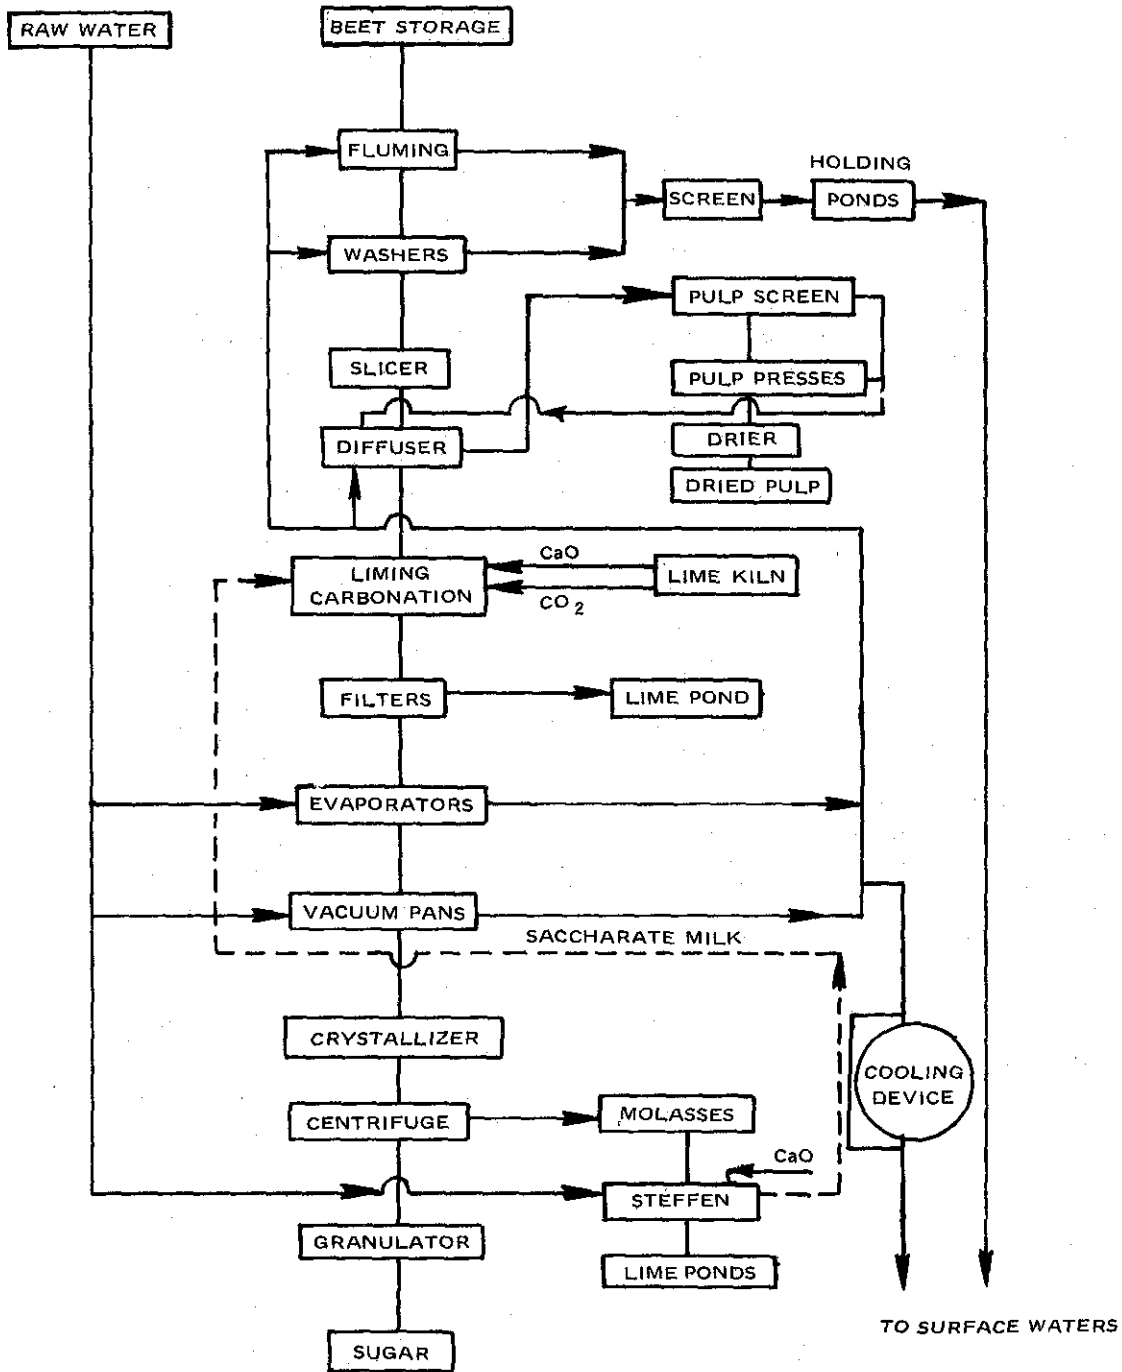 RAW WATER
BEET STORAGE
FLUMING
HOLDING
SCREEN
PONDS
WASHERS
PULP SCREEN
SLICER
PULP PRESSES
DIFFUSER
DRIER
DRIED PULP
CaO
LIMING
CARBONATION
LIME KILN
CO2
FILTERS
LIME POND
EVAPORATORS
VACUUM PANS
SACCHARATE MILK
CRYSTALLIZER
COOLING
DEVICE
CENTRIFUGE
MOLASSES
CaO
STEFFEN
GRANULATOR
LIME PONDS
TO SURFACE WATERS
SUGAR